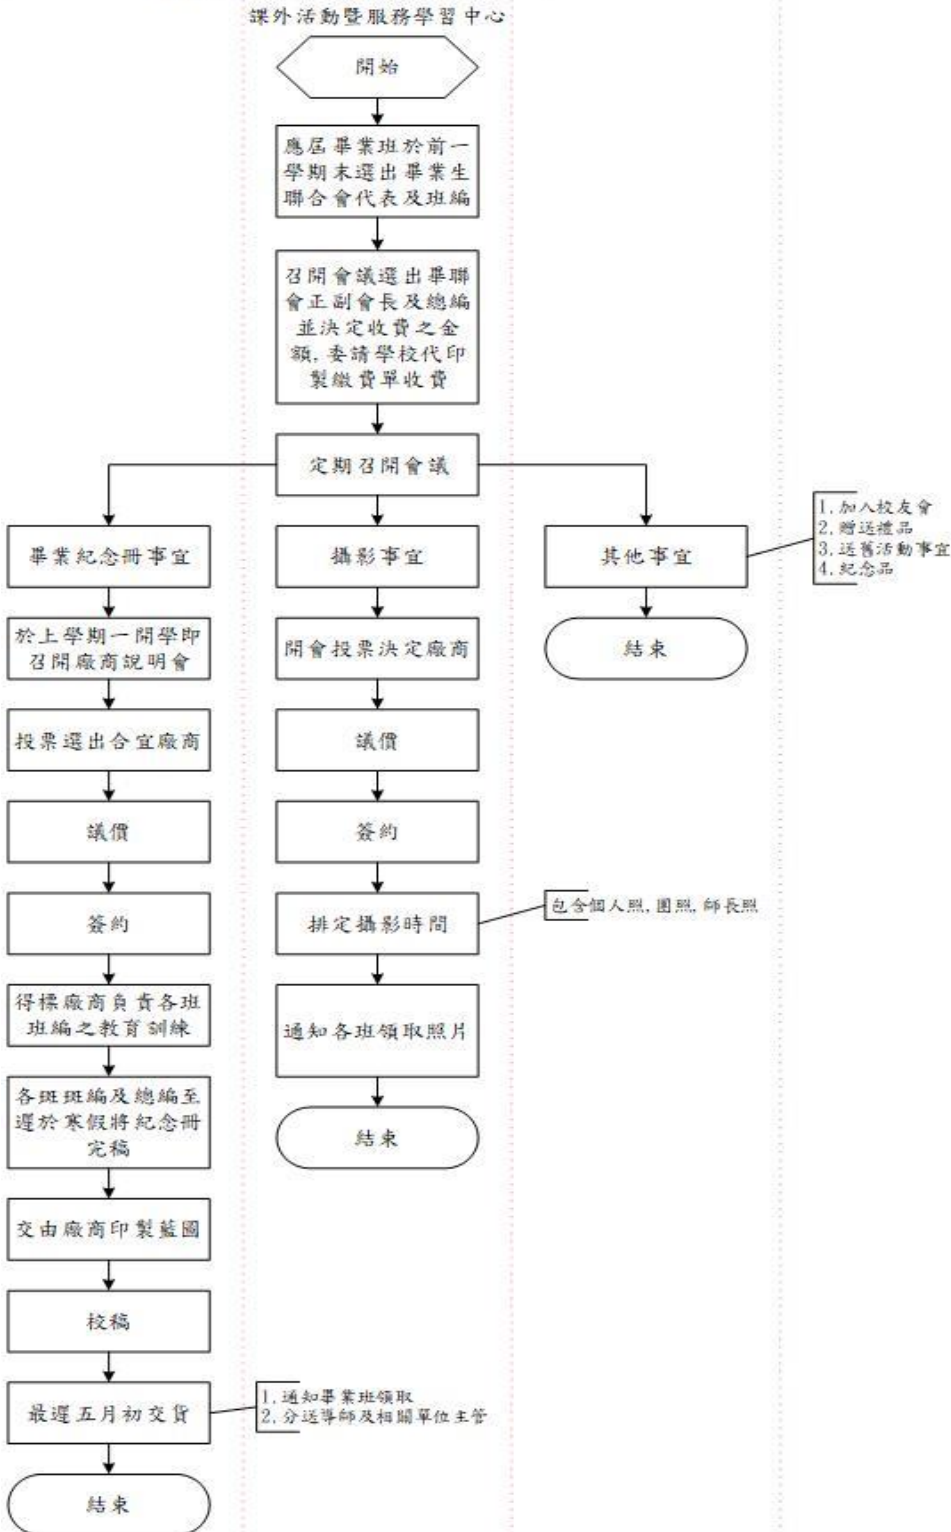 課外活動暨服務學習中心
開始
應屆畢業班於前一
學期末選出畢業生
聯合會代表及班編
召開會議選出畢聯
會正副會長及總編
並決定收費之金
額,委請學校代印
製繳費單收費
定期召開會議
畢業紀念冊事宜
於上學期一開學即
召開廠商說明會
投票選出合宜廠商
議價
簽約
得標廠商負責各班
班編之教育訓練
各班班編及總編至
遲於寒假將紀念冊
完稿
交由廠商印製藍圖
校稿
最遲五月初交貨
1.通知畢業班領取
2.分送導師及相關單位主管
結束
攝影事宜
開會投票決定廠商
議價
簽約
排定攝影時間
包含個人照,團照,師長照
通知各班領取照片
結束
其他事宜
1.加入校友會
2.贈送禮品
3.送舊活動事宜
4.紀念品
結束